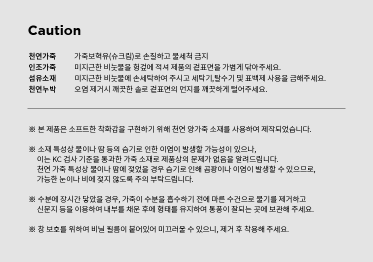 Caution
천연가죽 가죽보혁유(슈크림)로 손질하고 물세척 금지
인조가죽 미지근한 비눗물을 헝겊에 적셔 제품의 겉표면을 가볍게 닦아주세요.
섬유소재 미지근한 비눗물에 손세탁하여 주시고 세탁기,탈수기 및 표백제 사용을 금해주세요.
천연누박 오염 제거시 깨끗한 솔로 겉표면의 먼지를 깨끗하게 털어주세요.
※ 본 제품은 소프트한 착화감을 구현하기 위해 천연 양가죽 소재를 사용하여 제작되었습니다.
※ 소재 특성상 물이나 땀 등의 습기로 인한 이염이 발생할 가능성이 있으나,
이는 KC 검사 기준을 통과한 가죽 소재로 제품상의 문제가 없음을 알려드립니다.
천연 가죽 특성상 물이나 땀에 젖었을 경우 습기로 인해 곰팡이나 이염이 발생할 수 있으므로,
가능한 눈이나 비에 젖지 않도록 주의 부탁드립니다.
※ 수분에 장시간 닿았을 경우, 가죽이 수분을 흡수하기 전에 마른 수건으로 물기를 제거하고
신문지 등을 이용하여 내부를 채운 후에 형태를 유지하여 통풍이 잘되는 곳에 보관해 주세요.
※ 창 보호를 위하여 비닐 필름이 붙어있어 미끄러울 수 있으니, 제거 후 착용해 주세요.